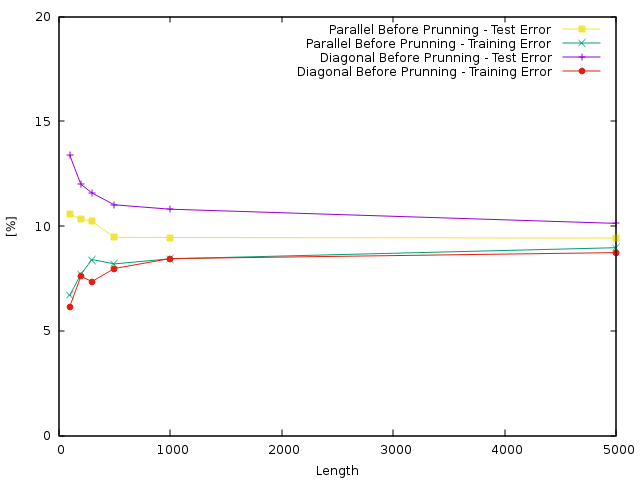 20
15
10
5
0
[%]
Parallel Before Prunning - Test Error
Parallel Before Prunning - Training Error
Diagonal Before Prunning - Test Error
Diagonal Before Prunning - Training Error
0 1000 2000 3000 4000 5000
Length